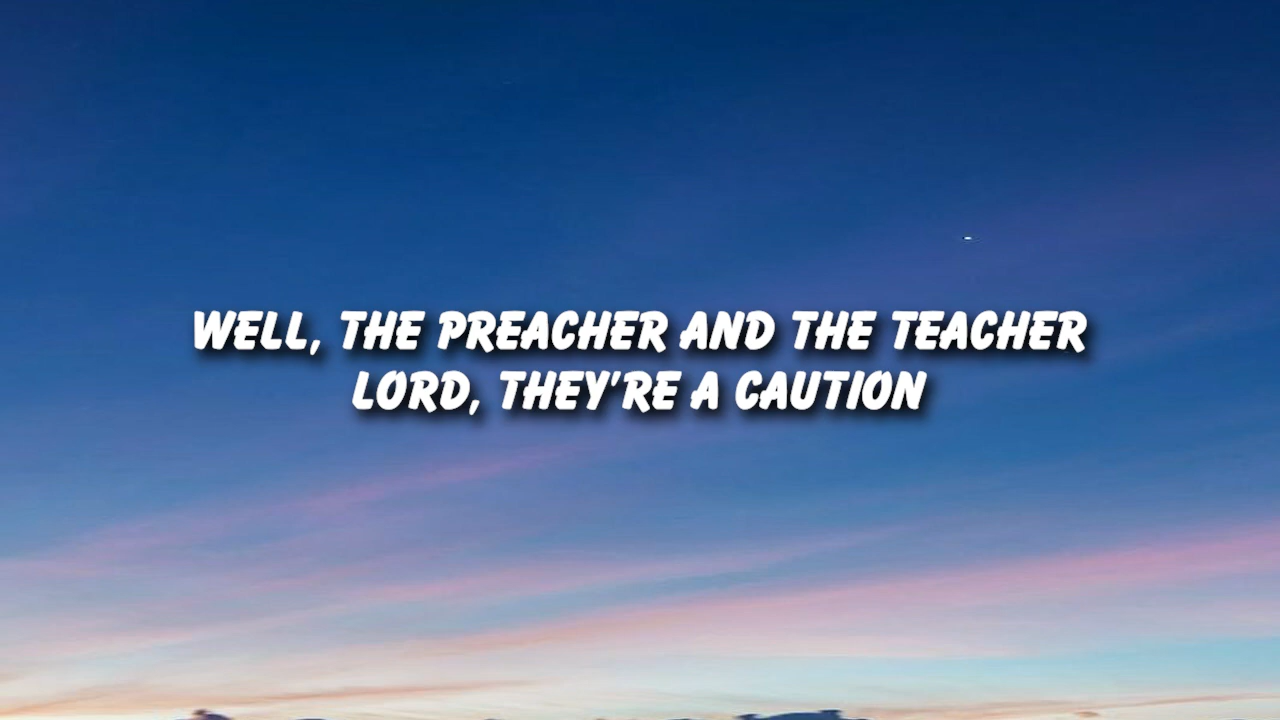 WELL, THE PREACHER AND THE TEACHER
LORD, THEY'RE A CAUTION